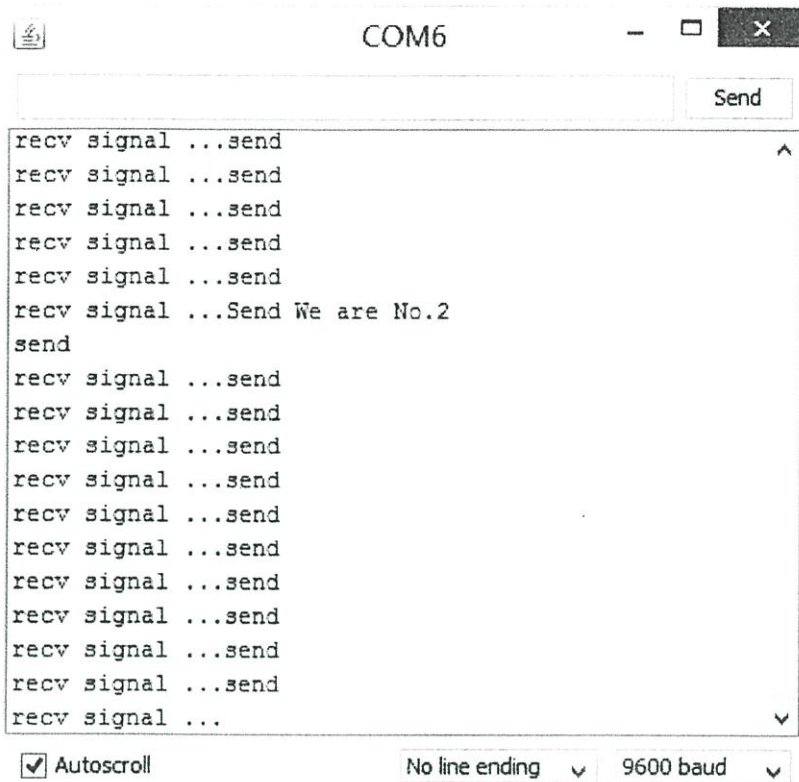 COM6
Send
recv signal ...send
recv signal ...send
recv signal ...send
recv signal ...send
recv signal ...send
recv signal ...Send We are No.2
send
recv signal ...send
recv signal ...send
recv signal ...send
recv signal ...send
recv signal ...send
recv signal ...send
recv signal ...send
recv signal ...send
recv signal ...send
recv signal ...send
recv signal ...
Autoscroll
No line ending
9600 baud